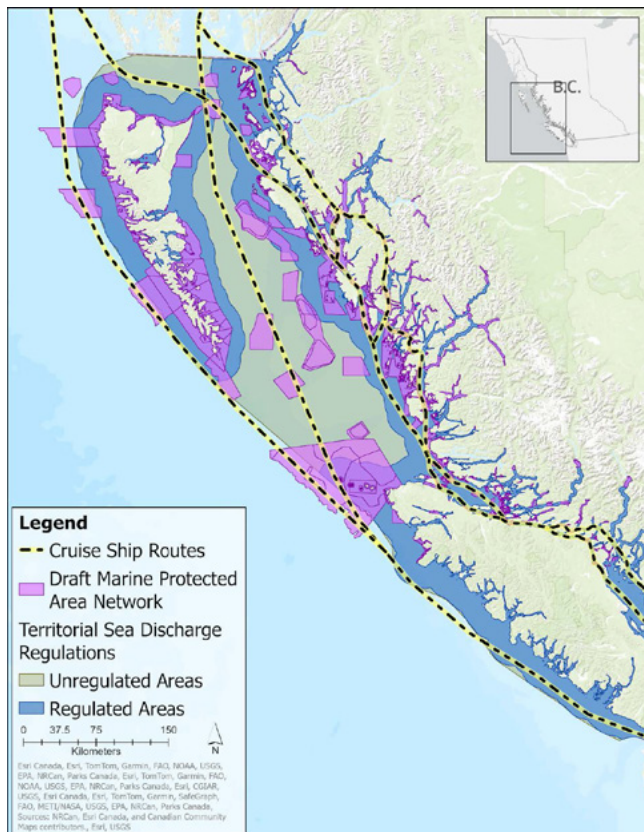 B.C.
Legend
Cruise Ship Routes
Draft Marine Protected
Area Network
Territorial Sea Discharge
Regulations
Unregulated Areas
Regulated Areas
0 37.5 75 150
Kilometers
N
Esri Canada, Esri, TomTom, Garmin, FAO, NOAA, USGS,
EPA, NRCan, Parks Canada, Esri, TomTom, Garmin, FAO,
NOAA, USGS, EPA, NRCan, Parks Canada, Esri, CGIAR,
USGS, Esri Canada, Esri, TomTom, Garmin, SafeGraph,
FAO, METI/NASA, USGS, EPA, NRCan, Parks Canada,
Sources: NRCan, Esri Canada, and Canadian Community
Maps contributors., Esri, USGS